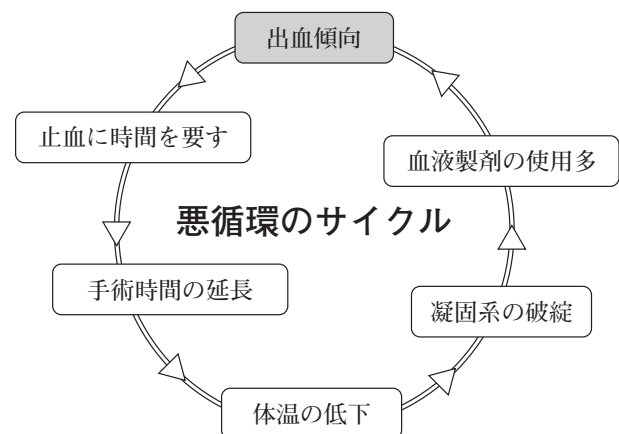 出血傾向
止血に時間を要す
血液製剤の使用多
悪循環のサイクル
手術時間の延長
凝固系の破綻
体温の低下